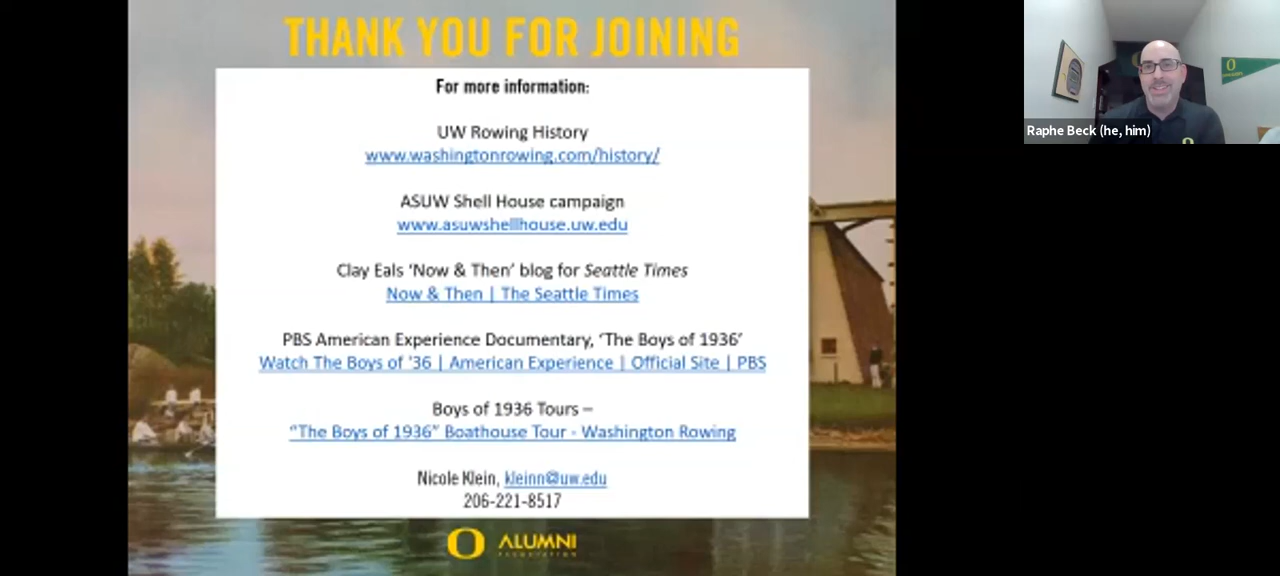 THANK YOU FOR JOINING
For more information:
UW Rowing History
www.washingtonrowing.com/history/
ASUW Shell House campaign
www.asuwshellhouse.uw.edu
Clay Eals ‘Now & Then’ blog for Seattle Times
Now & Then | The Seattle Times
PBS American Experience Documentary, ‘The Boys of 1936’
Watch The Boys of '36 | American Experience | Official Site | PBS
Boys of 1936 Tours –
“The Boys of 1936” Boathouse Tour - Washington Rowing
Nicole Klein, kleinn@uw.edu
206-221-8517
O ALUMNI
ASSOCIATION
Raphe Beck (he, him)